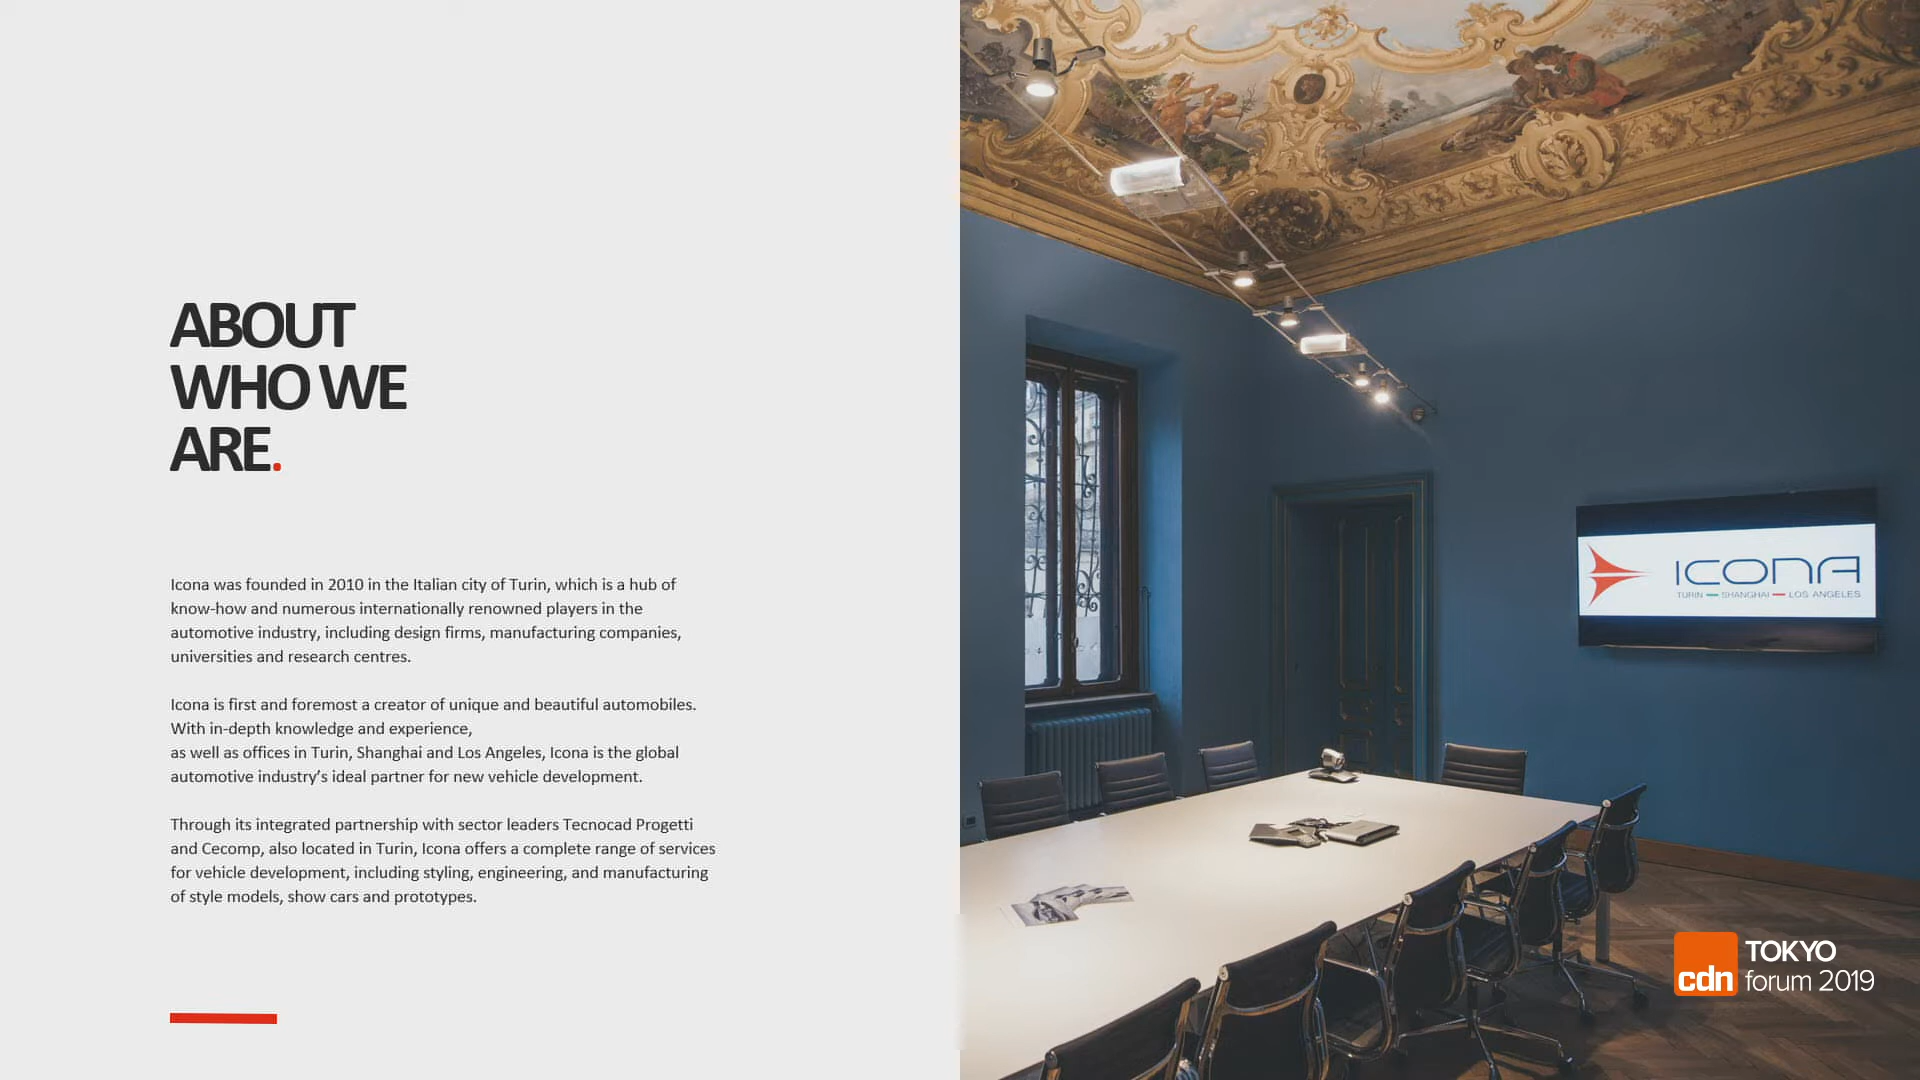 ABOUT
WHO WE
ARE.
Icona was founded in 2010 in the Italian city of Turin, which is a hub of
know-how and numerous internationally renowned players in the
automotive industry, including design firms, manufacturing companies,
universities and research centres.
Icona is first and foremost a creator of unique and beautiful automobiles.
With in-depth knowledge and experience,
as well as offices in Turin, Shanghai and Los Angeles, Icona is the global
automotive industry’s ideal partner for new vehicle development.
Through its integrated partnership with sector leaders Tecnocad Progetti
and Cecomp, also located in Turin, Icona offers a complete range of services
for vehicle development, including styling, engineering, and manufacturing
of style models, show cars and prototypes.
ICONA
TURIN — SHANGHAI — LOS ANGELES
cdn TOKYO
forum 2019